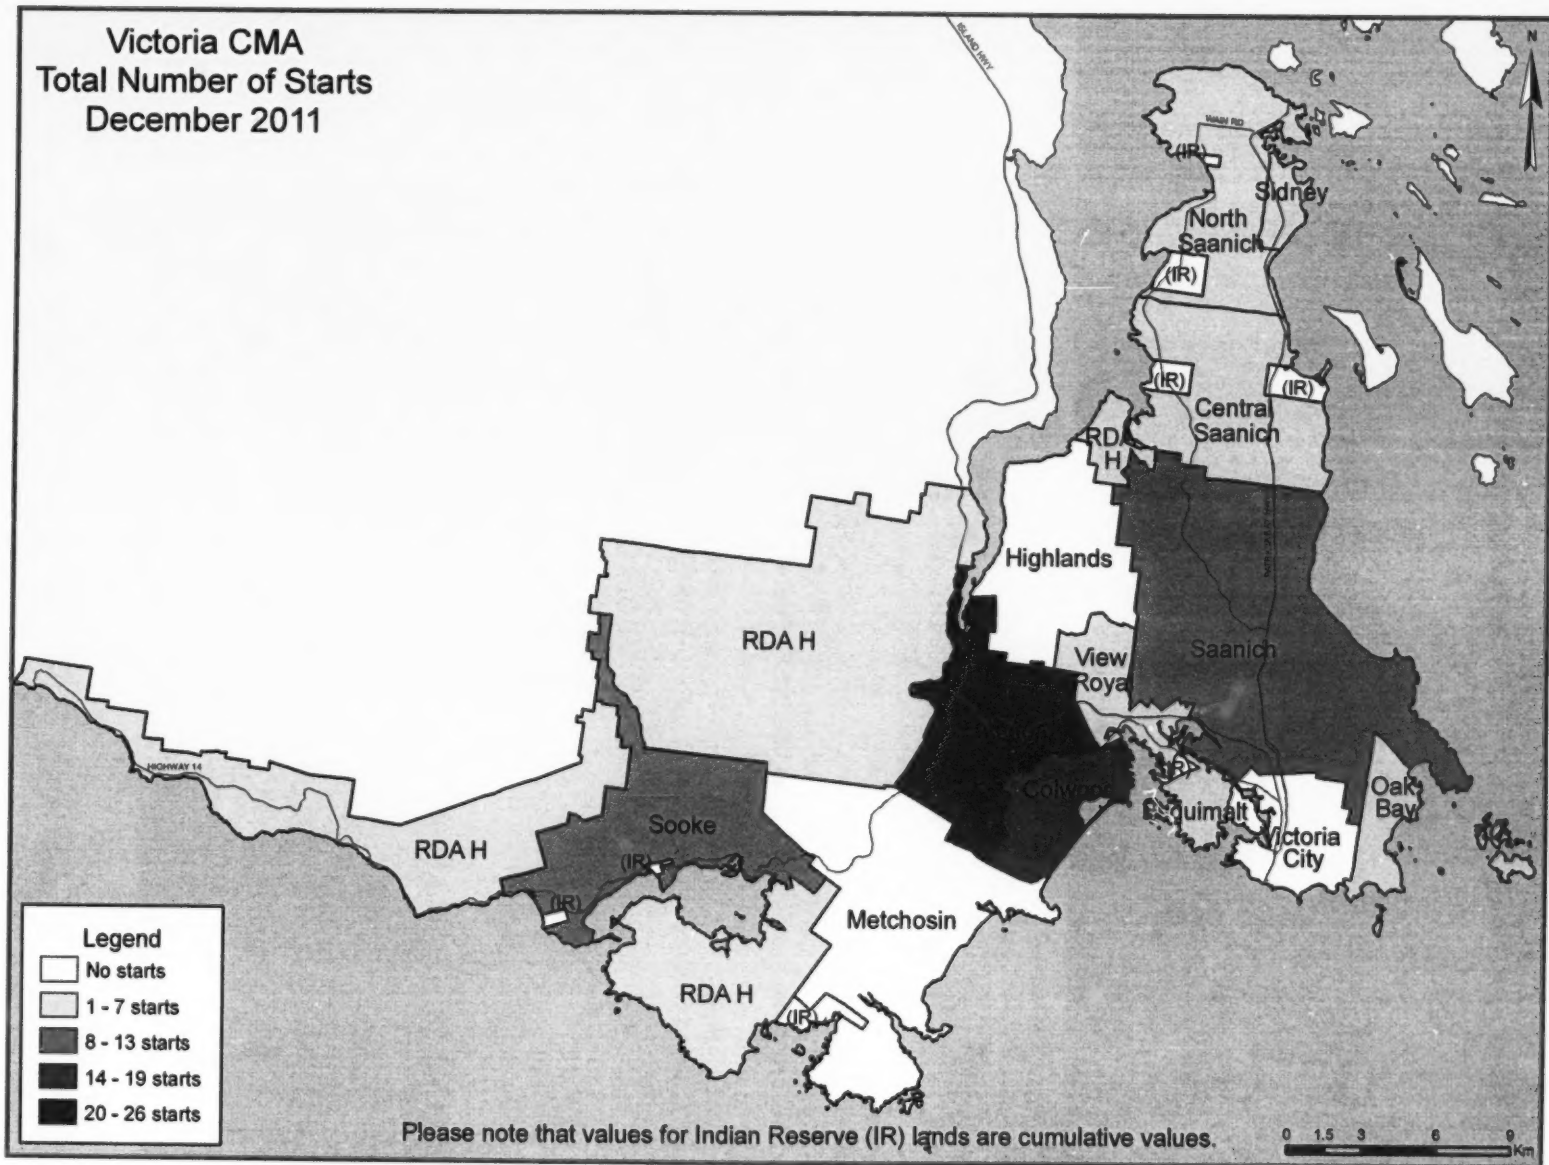 Victoria CMA
Total Number of Starts
December 2011
ISLAND HWY
N
WAIN RD
(IR)
Sidney
North
Saanich
(IR)
(IR)
(IR)
Central
Saanich
RDA
H
Highlands
RDA H
View
Royal
Saanich
HIGHWAY 14
Colwood
(IR)
Oak
Bay
Esquimalt
Victoria
City
Sooke
RDA H
(IR)
(IR)
Metchosin
RDA H
(IR)
Legend
No starts
1 - 7 starts
8 - 13 starts
14 - 19 starts
20 - 26 starts
Please note that values for Indian Reserve (IR) lands are cumulative values.
0 1.5 3 6 9
Km